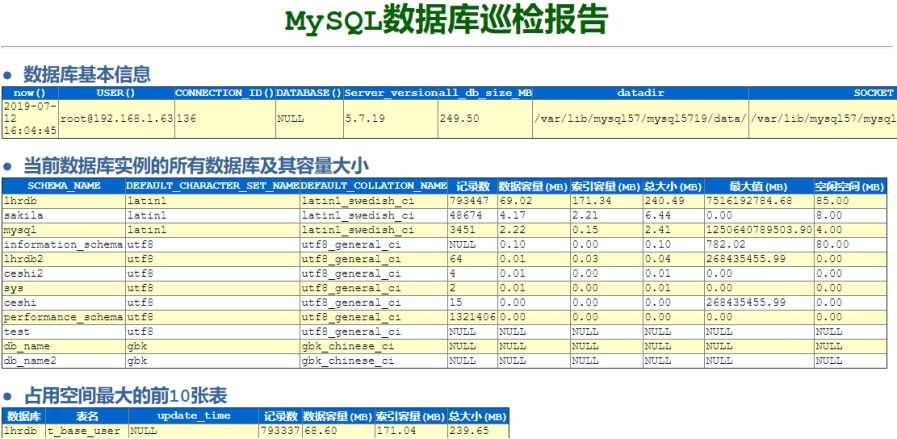 MySQL数据库巡检报告
● 数据库基本信息
now() USER() CONNECTION_ID() DATABASE() Server_version all_db_size_MB datadir SOCKET
2019-07-12 16:04:45 root@192.168.1.63 136 NULL 5.7.19 249.50 /var/lib/mysql57/mysql5719/data/ /var/lib/mysql57/mysql
● 当前数据库实例的所有数据库及其容量大小
SCHEMA_NAME DEFAULT_CHARACTER_SET_NAME DEFAULT_COLLATION_NAME 记录数 数据容量(MB) 索引容量(MB) 总大小(MB) 最大值(MB) 空闲空间(MB)
lhrdb latin1 latin1_swedish_ci 793447 69.02 171.34 240.49 7516192784.68 85.00
sakila latin1 latin1_swedish_ci 48674 4.17 2.21 6.44 0.00 8.00
mysql latin1 latin1_swedish_ci 3451 2.22 0.15 2.41 1250640789503.90 4.00
information_schema utf8 utf8_general_ci NULL 0.10 0.00 0.10 782.02 80.00
lhrdb2 utf8 utf8_general_ci 64 0.01 0.03 0.04 268435455.99 0.00
ceshi2 utf8 utf8_general_ci 4 0.01 0.00 0.01 0.00 0.00
sys utf8 utf8_general_ci 2 0.01 0.00 0.01 0.00 0.00
ceshi utf8 utf8_general_ci 15 0.00 0.00 0.00 268435455.99 0.00
performance_schema utf8 utf8_general_ci 1321406 0.00 0.00 0.00 0.00 0.00
test utf8 utf8_general_ci NULL NULL NULL NULL NULL NULL
db_name gbk gbk_chinese_ci NULL NULL NULL NULL NULL NULL
db_name2 gbk gbk_chinese_ci NULL NULL NULL NULL NULL NULL
● 占用空间最大的前10张表
数据库 表名 update_time 记录数 数据容量(MB) 索引容量(MB) 总大小(MB)
lhrdb t_base_user NULL 793337 68.60 171.04 239.65